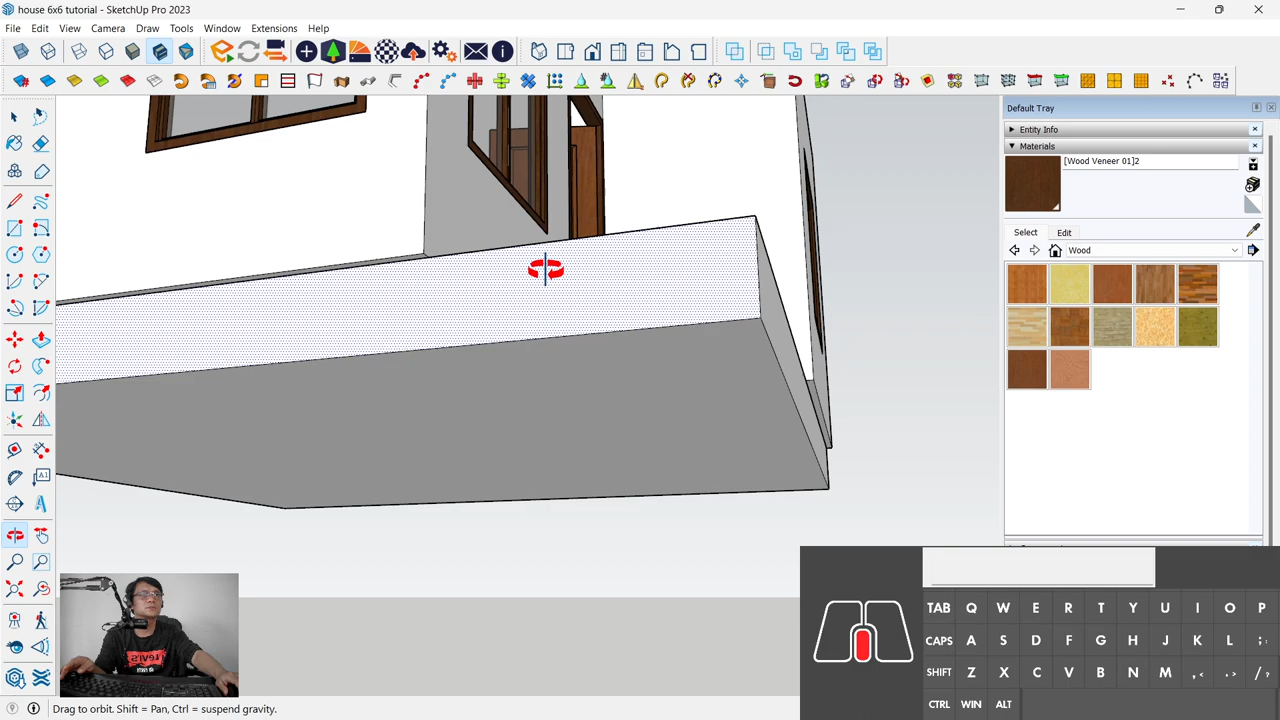 house 6x6 tutorial - SketchUp Pro 2023
File Edit View Camera Draw Tools Window Extensions Help
Default Tray
Entity Info
Materials
[Wood Veneer 01]2
Select Edit
Wood
LEVI'S
TAB Q W E R T Y U I O P
CAPS A S D F G H J K L ; :
SHIFT Z X C V B N M , < . > / ?
CTRL WIN ALT
Drag to orbit. Shift = Pan, Ctrl = suspend gravity.